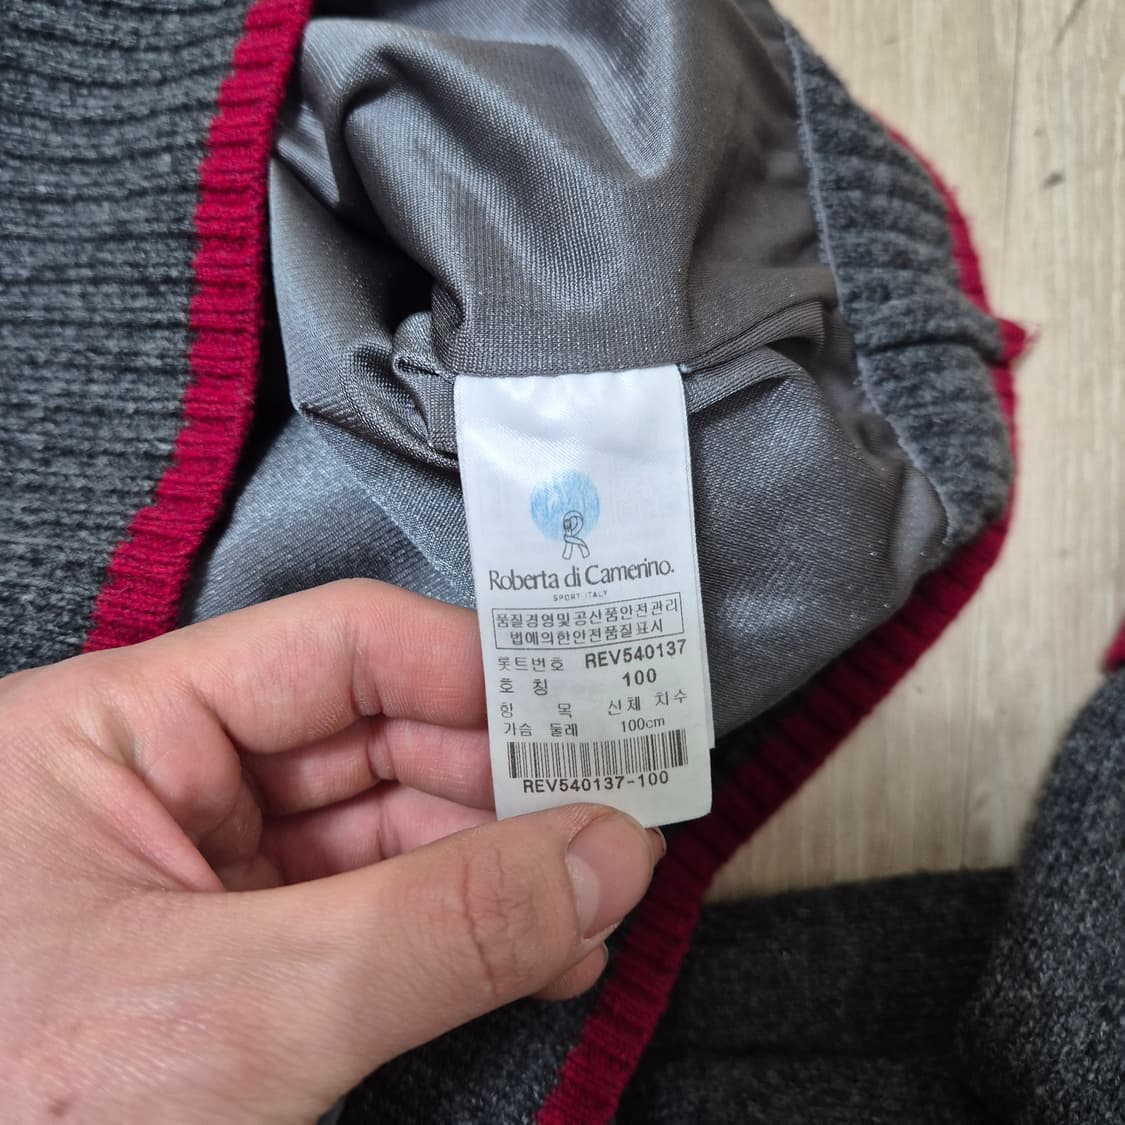 Roberta di Camerino.
SPORT ITALY
품질경영및공산품안전관리
법에의한안전품질표시
롯트번호 REV540137
호 칭 100
항 목 신체 치수
가슴 둘레 100cm
REV540137-100